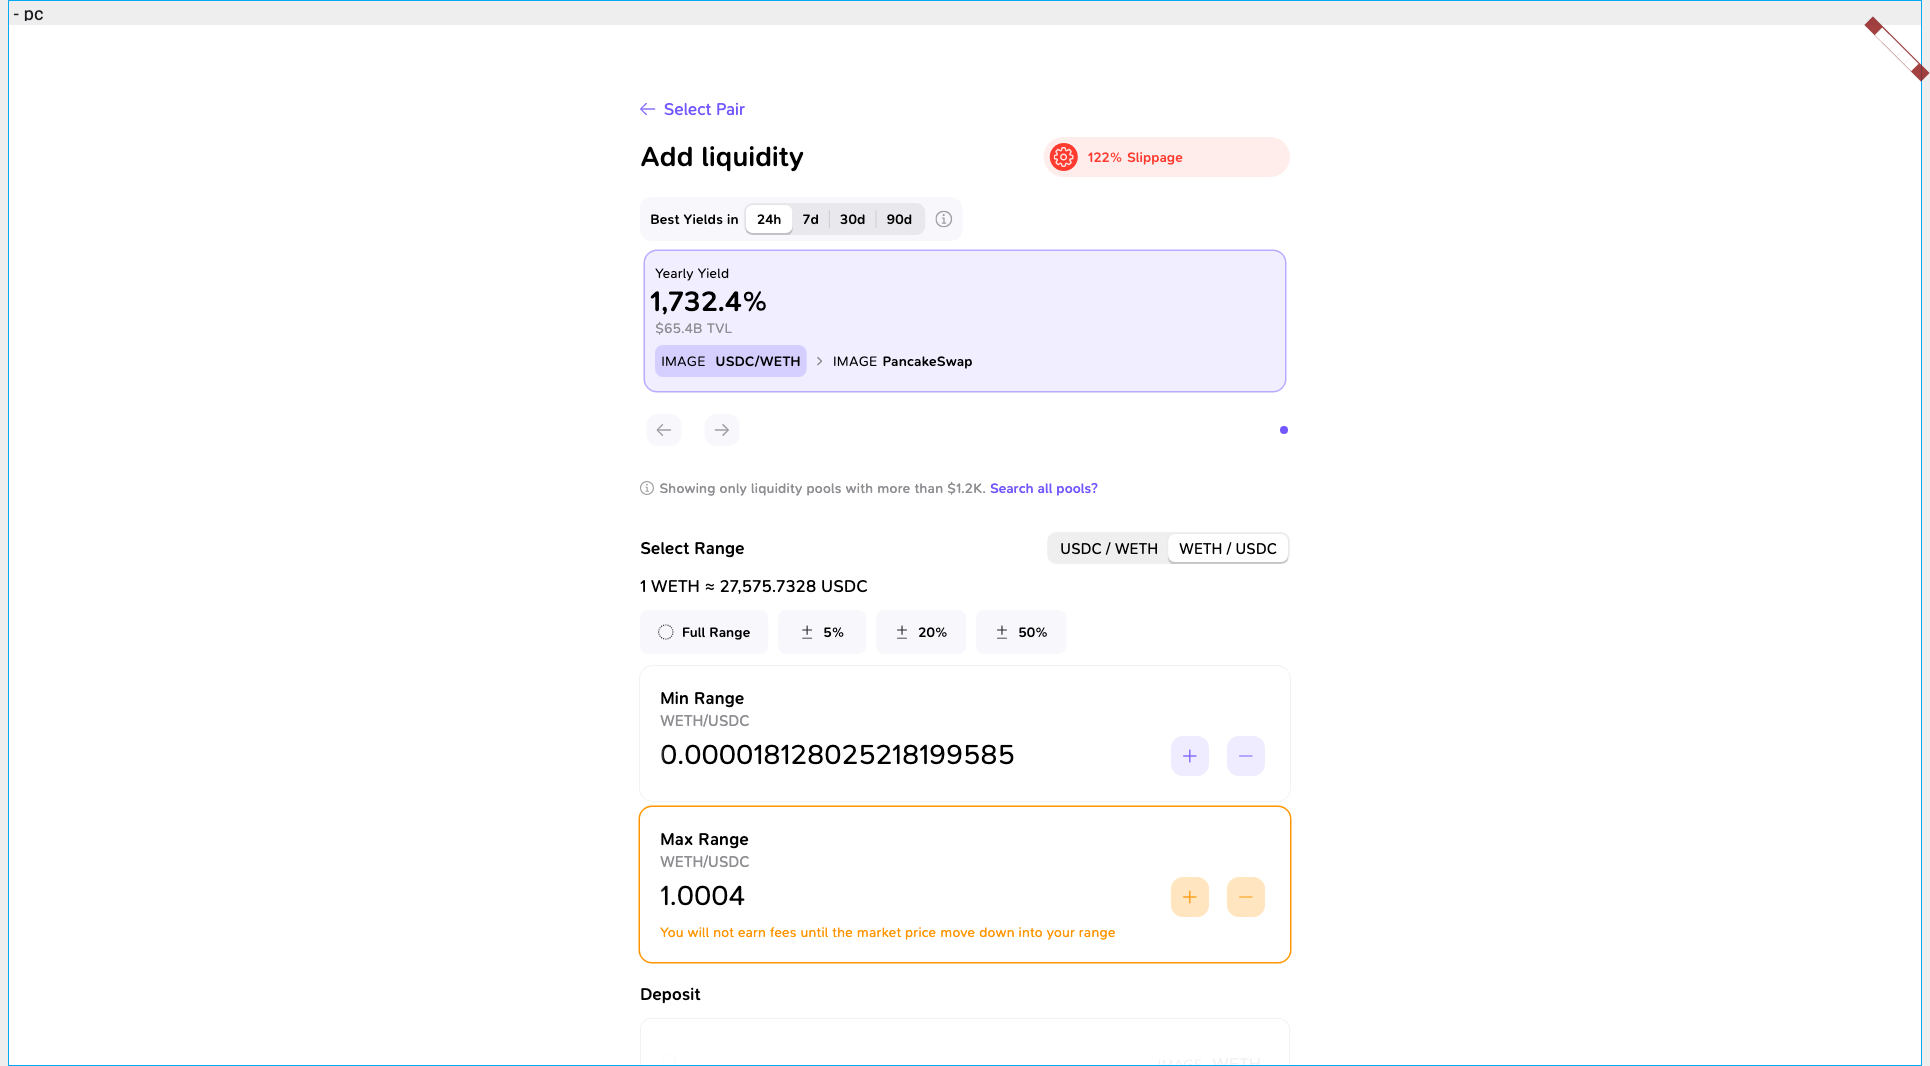 - pc
Select Pair
Add liquidity
122% Slippage
Best Yields in 24h 7d 30d 90d
Yearly Yield
1,732.4%
$65.4B TVL
IMAGE USDC/WETH IMAGE PancakeSwap
Showing only liquidity pools with more than $1.2K. Search all pools?
Select Range
USDC / WETH WETH / USDC
1 WETH ≈ 27,575.7328 USDC
Full Range ± 5% ± 20% ± 50%
Min Range
WETH/USDC
0.000018128025218199585
Max Range
WETH/USDC
1.0004
You will not earn fees until the market price move down into your range
Deposit
IMAGE WETH